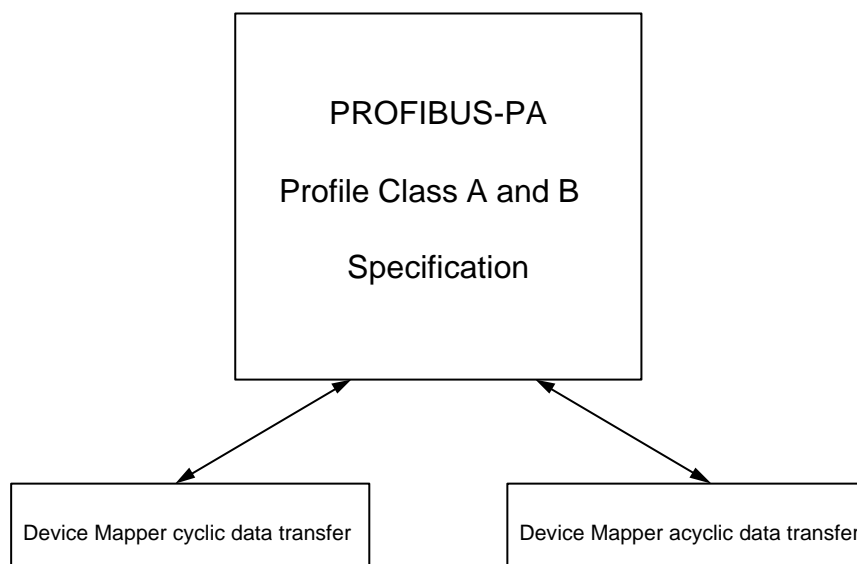 PROFIBUS-PA
Profile Class A and B
Specification
Device Mapper cyclic data transfer
Device Mapper acyclic data transfer